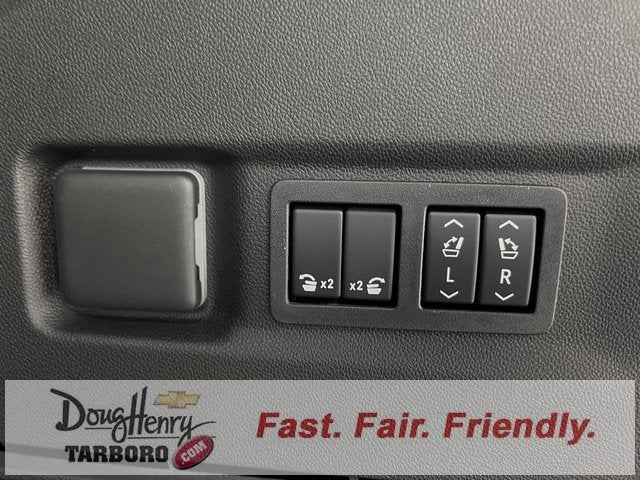 x2 x2
L R
Doug Henry
TARBORO.COM
Fast. Fair. Friendly.